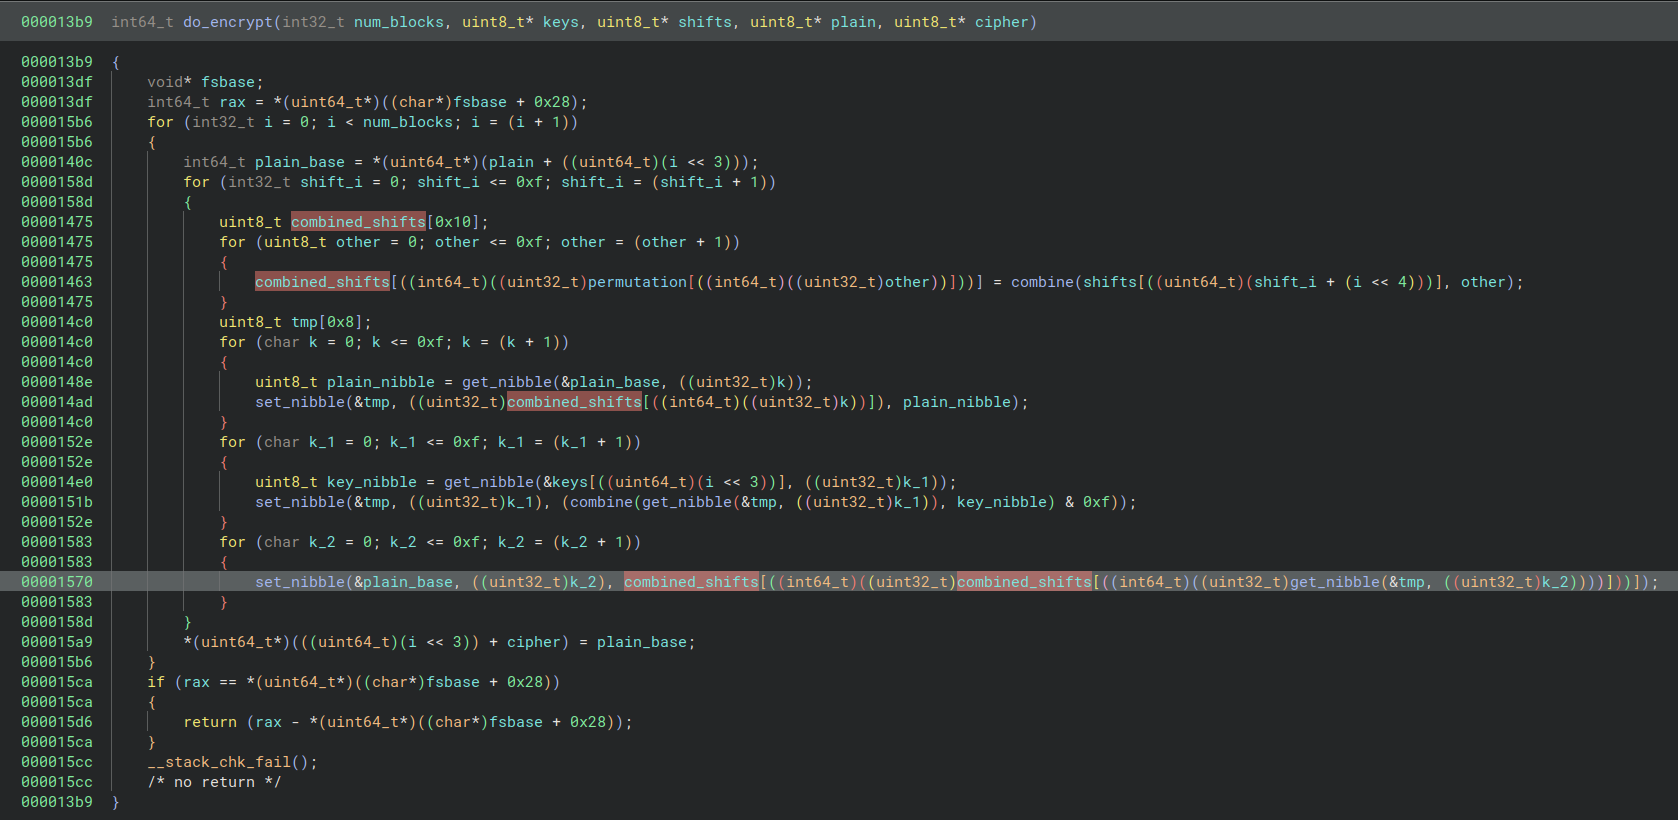 000013b9 int64_t do_encrypt(int32_t num_blocks, uint8_t* keys, uint8_t* shifts, uint8_t* plain, uint8_t* cipher)
000013b9 {
000013df void* fsbase;
000013df int64_t rax = *(uint64_t*)((char*)fsbase + 0x28);
000015b6 for (int32_t i = 0; i < num_blocks; i = (i + 1))
000015b6 {
0000140c int64_t plain_base = *(uint64_t*)(plain + ((uint64_t)(i << 3)));
0000158d for (int32_t shift_i = 0; shift_i <= 0xf; shift_i = (shift_i + 1))
0000158d {
00001475 uint8_t combined_shifts[0x10];
00001475 for (uint8_t other = 0; other <= 0xf; other = (other + 1))
00001475 {
00001463 combined_shifts[((int64_t)((uint32_t)permutation[((int64_t)((uint32_t)other))]))] = combine(shifts[((uint64_t)(shift_i + (i << 4)))], other);
00001475 }
000014c0 uint8_t tmp[0x8];
000014c0 for (char k = 0; k <= 0xf; k = (k + 1))
000014c0 {
0000148e uint8_t plain_nibble = get_nibble(&plain_base, ((uint32_t)k));
000014ad set_nibble(&tmp, ((uint32_t)combined_shifts[((int64_t)((uint32_t)k))]), plain_nibble);
000014c0 }
0000152e for (char k_1 = 0; k_1 <= 0xf; k_1 = (k_1 + 1))
0000152e {
000014e0 uint8_t key_nibble = get_nibble(&keys[((uint64_t)(i << 3))], ((uint32_t)k_1));
0000151b set_nibble(&tmp, ((uint32_t)k_1), (combine(get_nibble(&tmp, ((uint32_t)k_1)), key_nibble) & 0xf));
0000152e }
00001583 for (char k_2 = 0; k_2 <= 0xf; k_2 = (k_2 + 1))
00001583 {
00001570 set_nibble(&plain_base, ((uint32_t)k_2), combined_shifts[((int64_t)((uint32_t)combined_shifts[((int64_t)((uint32_t)get_nibble(&tmp, ((uint32_t)k_2))))]))]);
00001583 }
0000158d }
000015a9 *(uint64_t*)(((uint64_t)(i << 3)) + cipher) = plain_base;
000015b6 }
000015ca if (rax == *(uint64_t*)((char*)fsbase + 0x28))
000015ca {
000015d6 return (rax - *(uint64_t*)((char*)fsbase + 0x28));
000015ca }
000015cc __stack_chk_fail();
000015cc /* no return */
000013b9 }